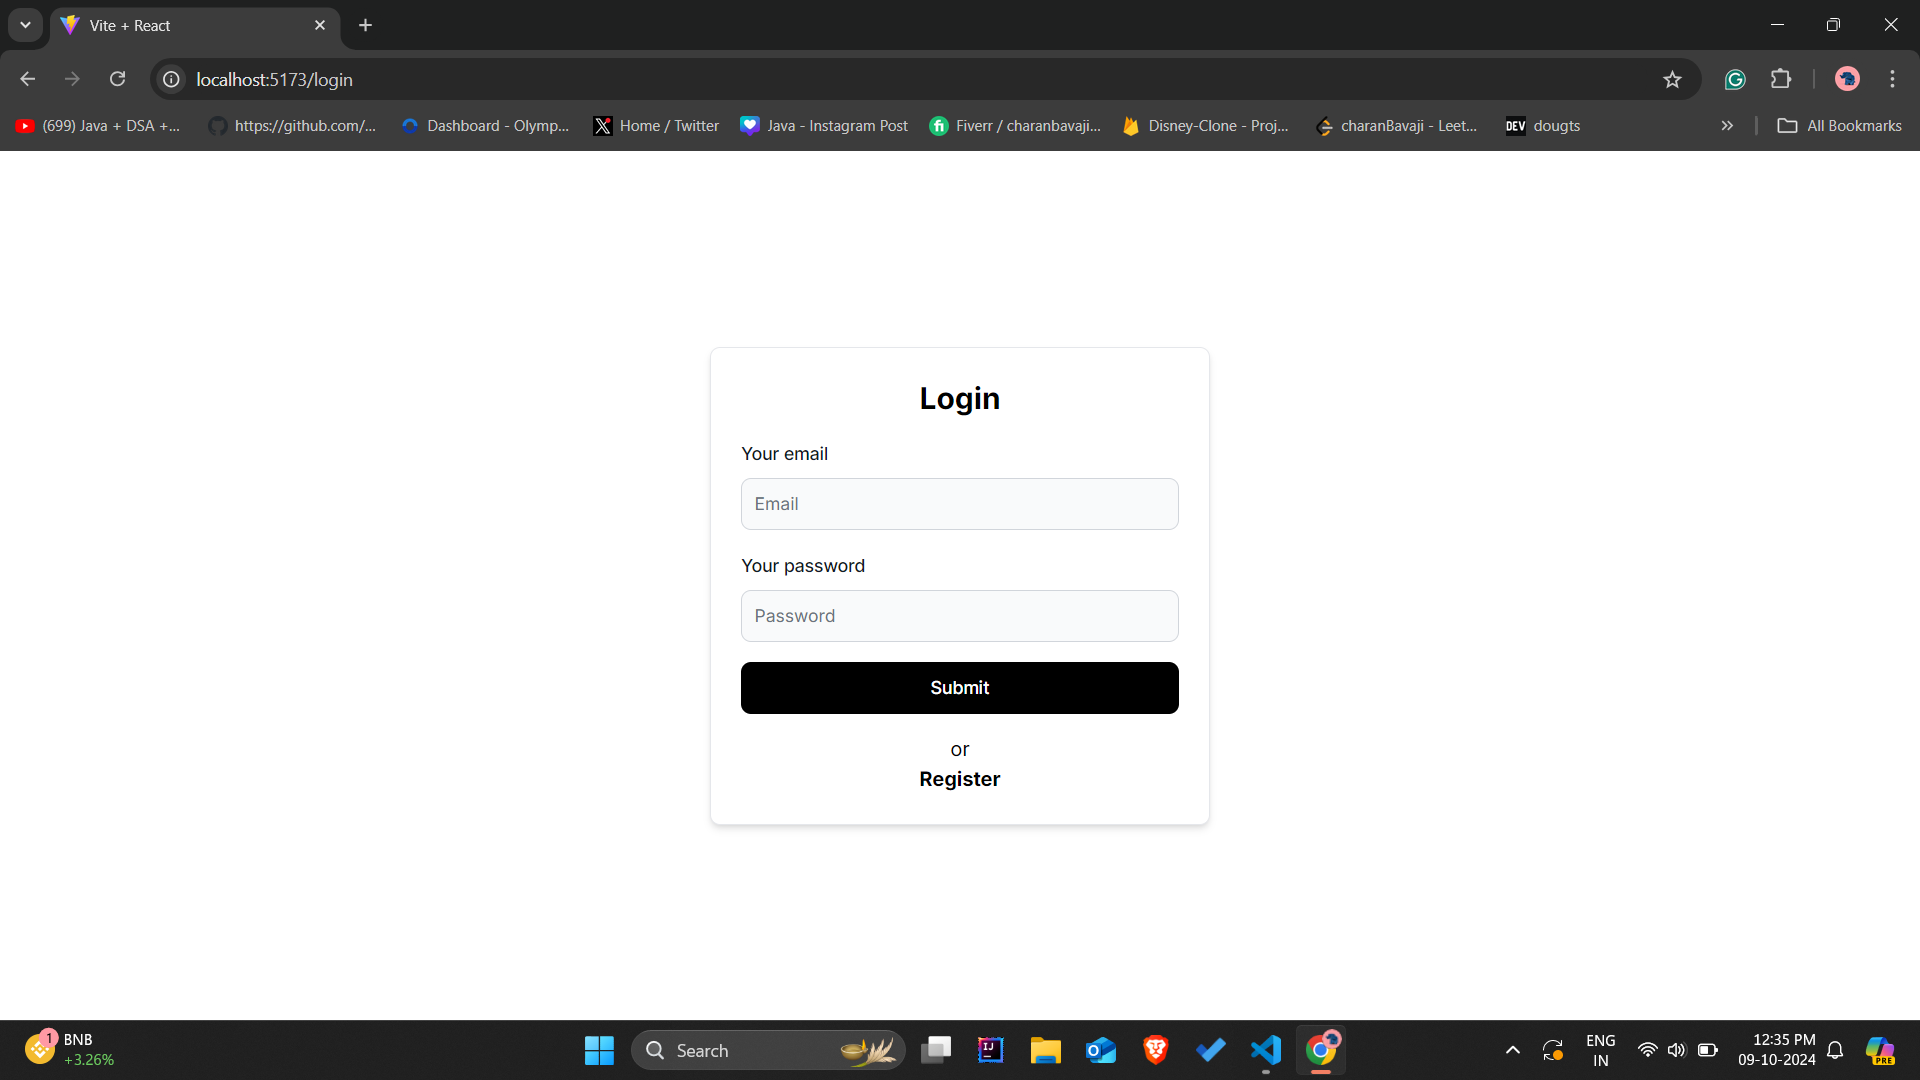 Vite + React
localhost:5173/login
(699) Java + DSA +...
https://github.com/...
Dashboard - Olymp...
Home / Twitter
Java - Instagram Post
Fiverr / charanbavaji...
Disney-Clone - Proj...
charanBavaji - Leet...
DEV
dougts
All Bookmarks
Login
Your email
Email
Your password
Password
Submit
or
Register
1
BNB
+3.26%
Search
IJ
ENG
IN
12:35 PM
09-10-2024
PRE